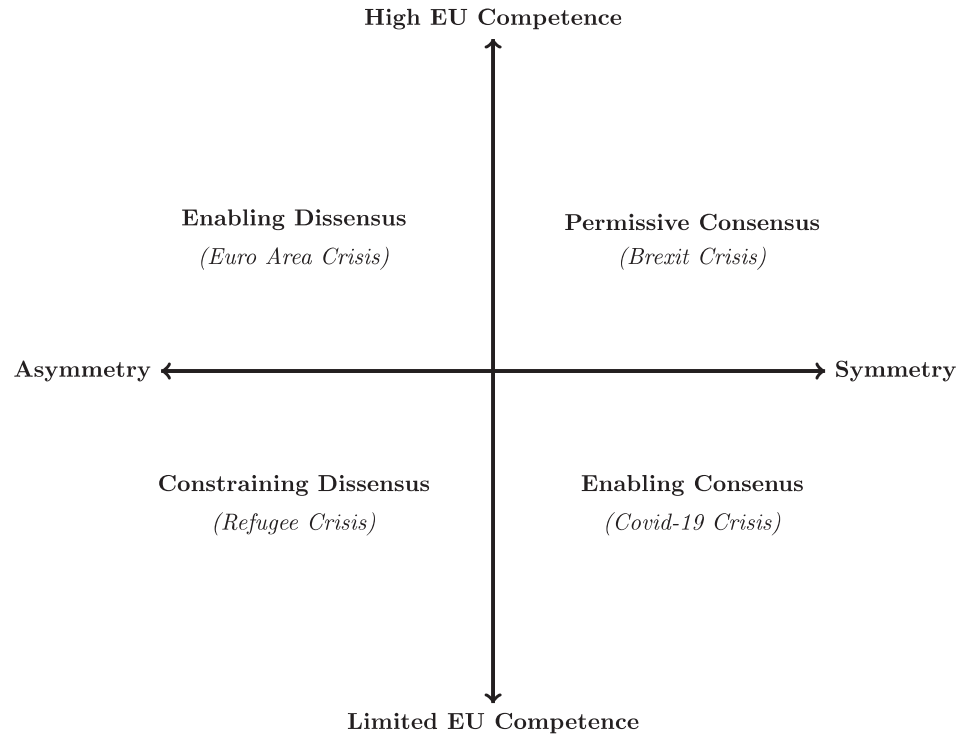 High EU Competence
Enabling Dissensus
(Euro Area Crisis)
Permissive Consensus
(Brexit Crisis)
Asymmetry
Symmetry
Constraining Dissensus
(Refugee Crisis)
Enabling Consenus
(Covid-19 Crisis)
Limited EU Competence